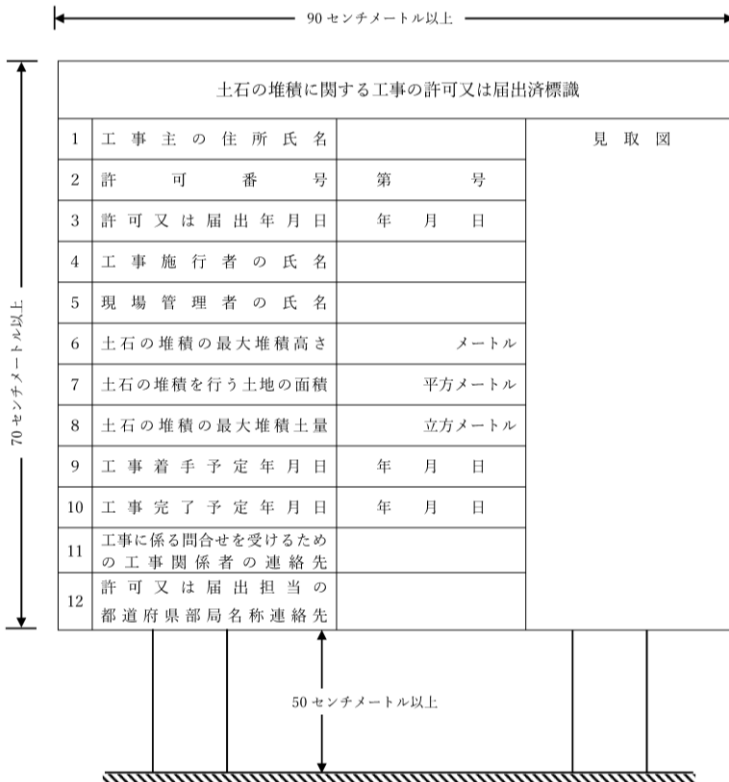 90 センチメートル以上
70 センチメートル以上
土石の堆積に関する工事の許可又は届出済標識
1 工事主の住所氏名
見取図
2 許可番号 第 号
3 許可又は届出年月日 年 月 日
4 工事施行者の氏名
5 現場管理者の氏名
6 土石の堆積の最大堆積高さ メートル
7 土石の堆積を行う土地の面積 平方メートル
8 土石の堆積の最大堆積土量 立方メートル
9 工事着手予定年月日 年 月 日
10 工事完了予定年月日 年 月 日
11 工事に係る問合せを受けるため
の工事関係者の連絡先
12 許可又は届出担当の
都道府県部局名称連絡先
50 センチメートル以上